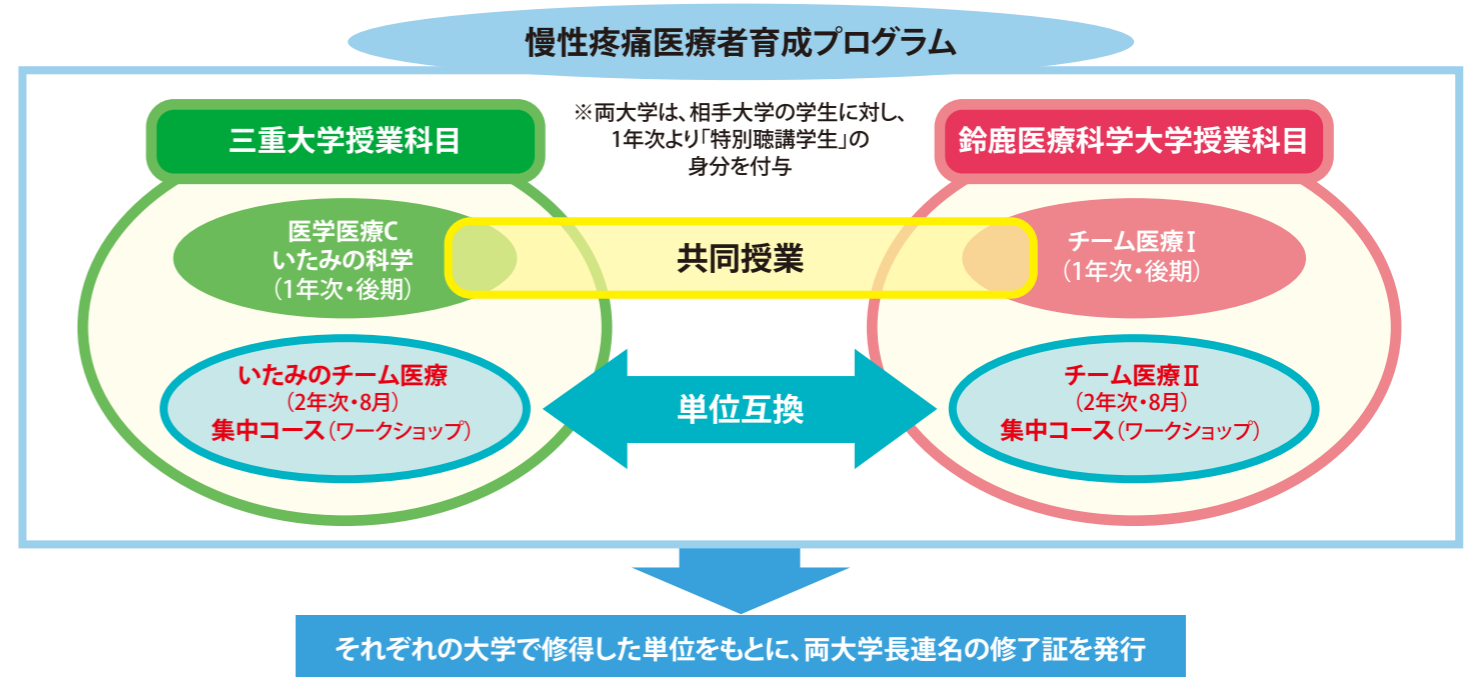 慢性疼痛医療者育成プログラム
三重大学授業科目
※両大学は、相手大学の学生に対し、
1年次より「特別聴講学生」の
身分を付与
鈴鹿医療科学大学授業科目
医学医療C
いたみの科学
（1年次・後期）
共同授業
チーム医療Ⅰ
（1年次・後期）
いたみのチーム医療
（2年次・8月）
集中コース（ワークショップ）
単位互換
チーム医療Ⅱ
（2年次・8月）
集中コース（ワークショップ）
それぞれの大学で修得した単位をもとに、両大学長連名の修了証を発行